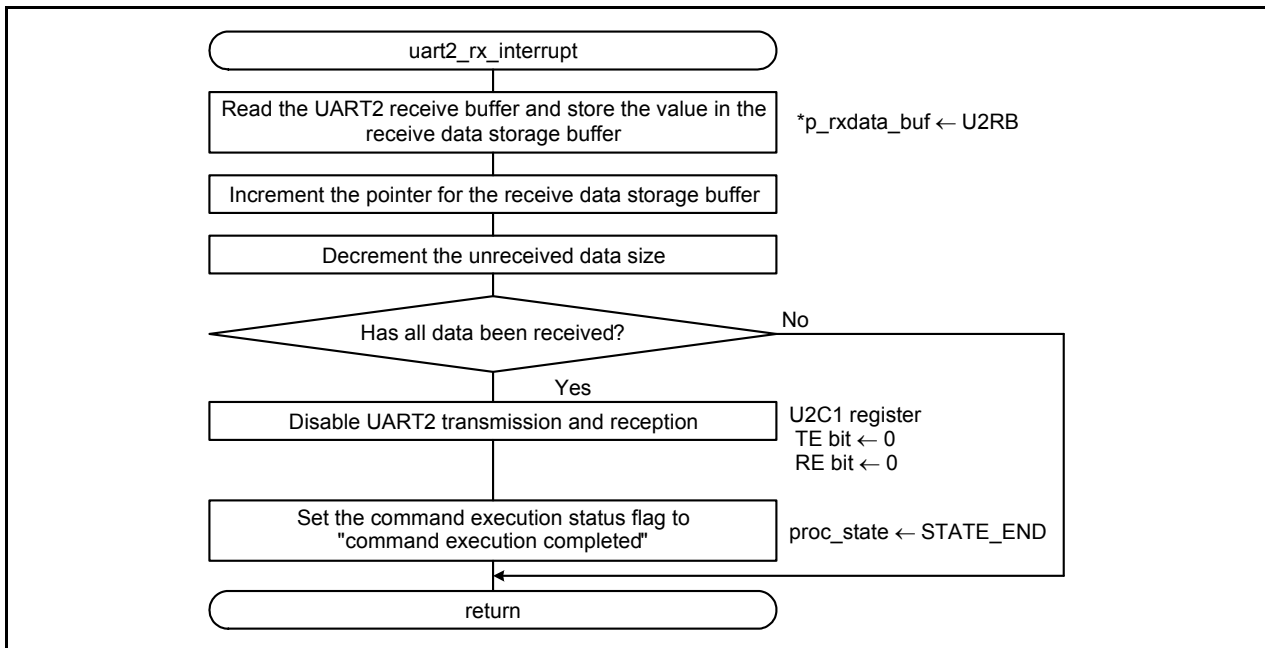 uart2_rx_interrupt
Read the UART2 receive buffer and store the value in the
receive data storage buffer
*p_rxdata_buf ← U2RB
Increment the pointer for the receive data storage buffer
Decrement the unreceived data size
Has all data been received?
No
Yes
Disable UART2 transmission and reception
U2C1 register
TE bit ← 0
RE bit ← 0
Set the command execution status flag to
"command execution completed"
proc_state ← STATE_END
return